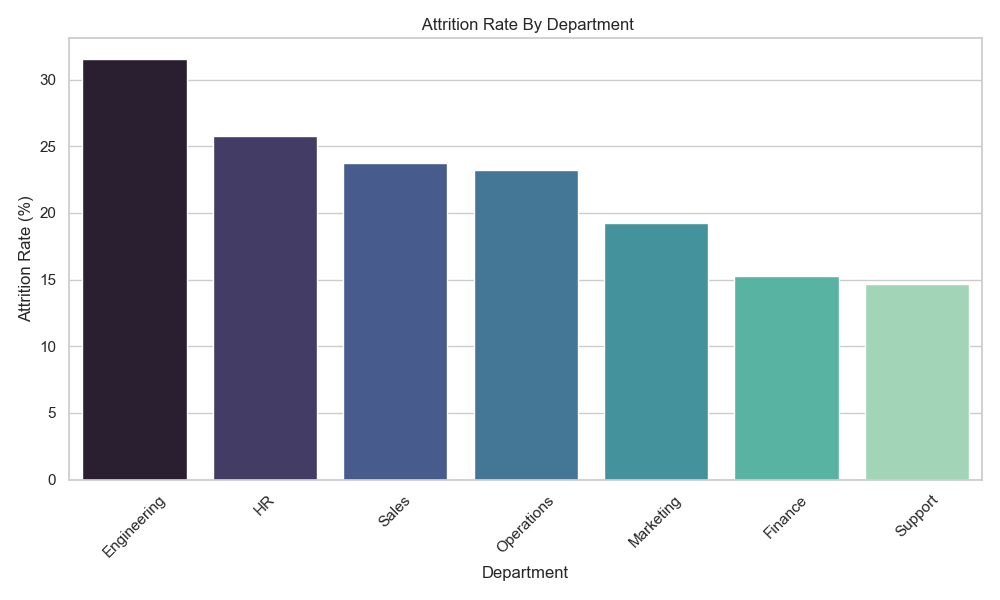 Attrition Rate By Department
Attrition Rate (%)
30
25
20
15
10
5
0
Engineering
HR
Sales
Operations
Marketing
Finance
Support
Department